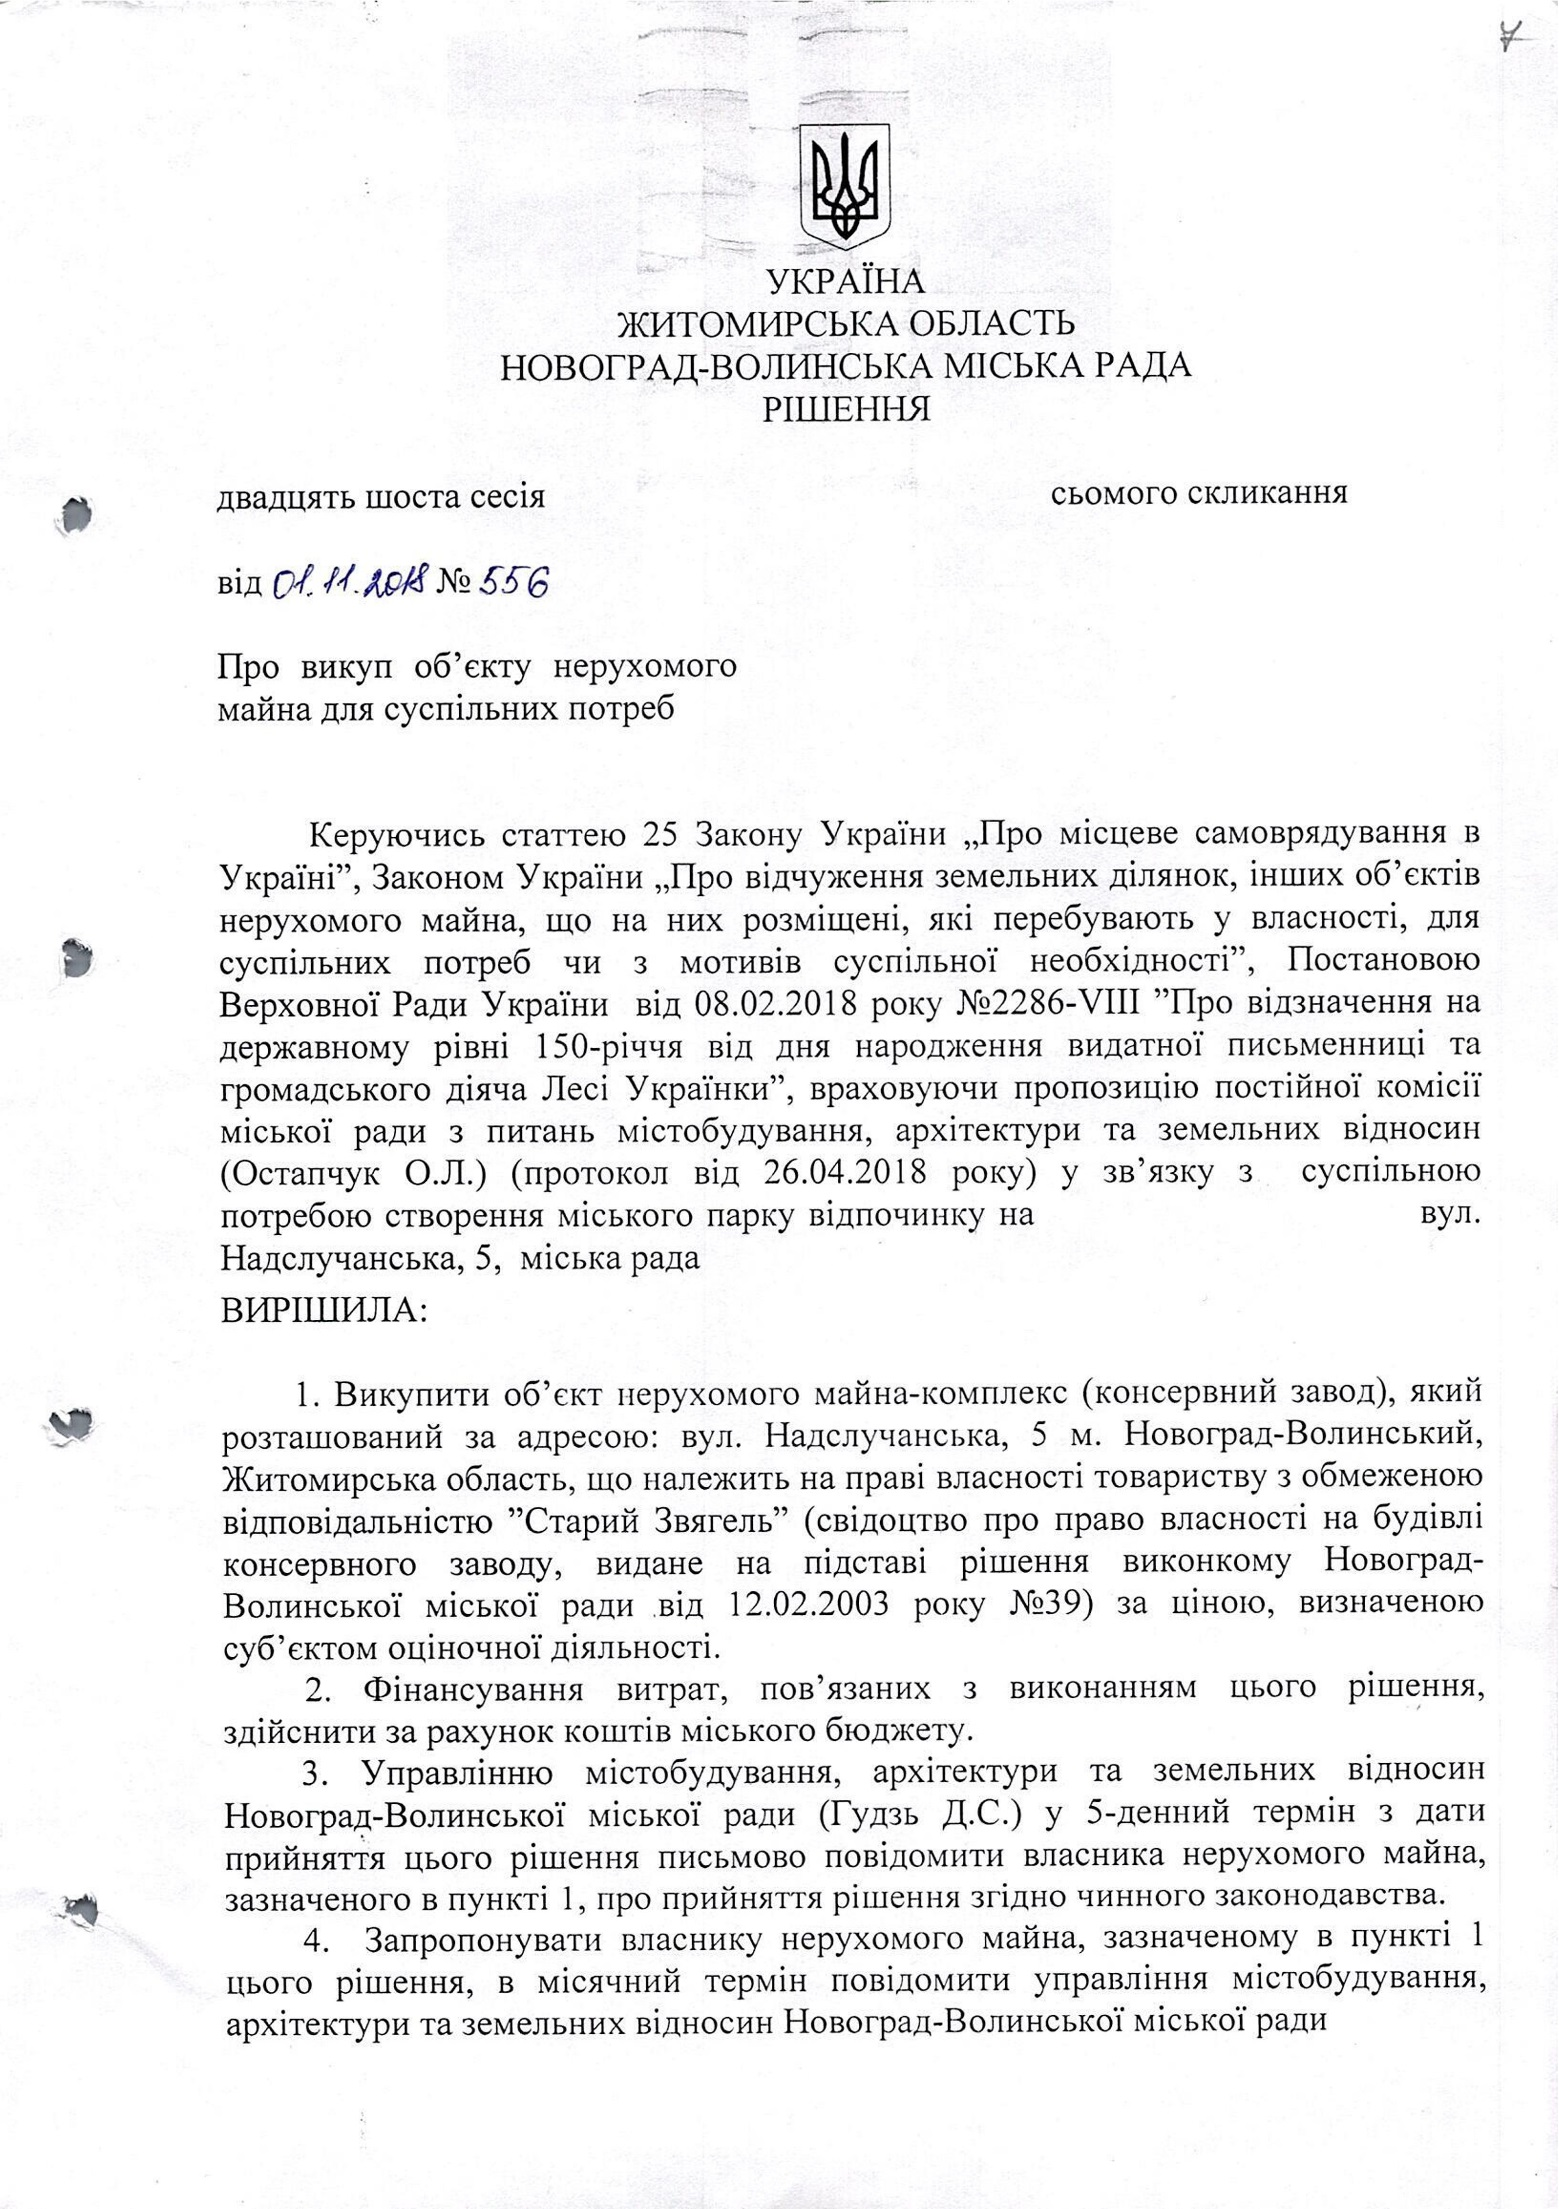 7
УКРАЇНА
ЖИТОМИРСЬКА ОБЛАСТЬ
НОВОГРАД-ВОЛИНСЬКА МІСЬКА РАДА
РІШЕННЯ
двадцять шоста сесія сьомого скликання
від 01.11.2018 № 556
Про викуп об’єкту нерухомого
майна для суспільних потреб
Керуючись статтею 25 Закону України „Про місцеве самоврядування в
Україні”, Законом України „Про відчуження земельних ділянок, інших об’єктів
нерухомого майна, що на них розміщені, які перебувають у власності, для
суспільних потреб чи з мотивів суспільної необхідності”, Постановою
Верховної Ради України від 08.02.2018 року №2286-VIII ”Про відзначення на
державному рівні 150-річчя від дня народження видатної письменниці та
громадського діяча Лесі Українки”, враховуючи пропозицію постійної комісії
міської ради з питань містобудування, архітектури та земельних відносин
(Остапчук О.Л.) (протокол від 26.04.2018 року) у зв’язку з суспільною
потребою створення міського парку відпочинку на вул.
Надслучанська, 5, міська рада
ВИРІШИЛА:
1. Викупити об’єкт нерухомого майна-комплекс (консервний завод), який
розташований за адресою: вул. Надслучанська, 5 м. Новоград-Волинський,
Житомирська область, що належить на праві власності товариству з обмеженою
відповідальністю ”Старий Звягель” (свідоцтво про право власності на будівлі
консервного заводу, видане на підставі рішення виконкому Новоград-
Волинської міської ради від 12.02.2003 року №39) за ціною, визначеною
суб’єктом оціночної діяльності.
2. Фінансування витрат, пов’язаних з виконанням цього рішення,
здійснити за рахунок коштів міського бюджету.
3. Управлінню містобудування, архітектури та земельних відносин
Новоград-Волинської міської ради (Гудзь Д.С.) у 5-денний термін з дати
прийняття цього рішення письмово повідомити власника нерухомого майна,
зазначеного в пункті 1, про прийняття рішення згідно чинного законодавства.
4. Запропонувати власнику нерухомого майна, зазначеному в пункті 1
цього рішення, в місячний термін повідомити управління містобудування,
архітектури та земельних відносин Новоград-Волинської міської ради